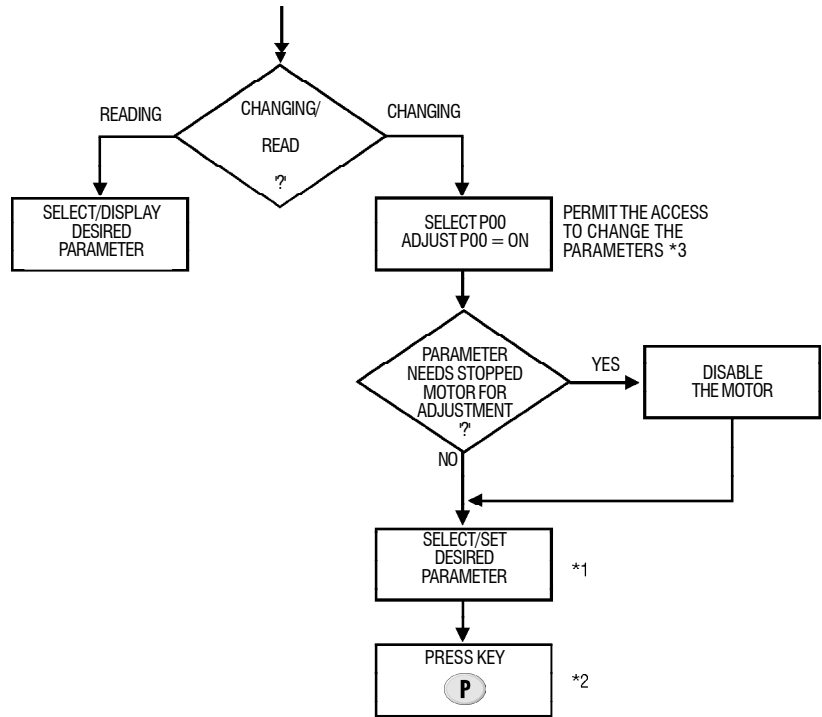 READING
CHANGING/
READ
'?'
CHANGING
SELECT/DISPLAY
DESIRED
PARAMETER
SELECT P00
ADJUST P00 = ON
PERMIT THE ACCESS
TO CHANGE THE
PARAMETERS *3
PARAMETER
NEEDS STOPPED
MOTOR FOR
ADJUSTMENT
'?'
YES
DISABLE
THE MOTOR
NO
SELECT/SET
DESIRED
PARAMETER
*1
PRESS KEY
P
*2